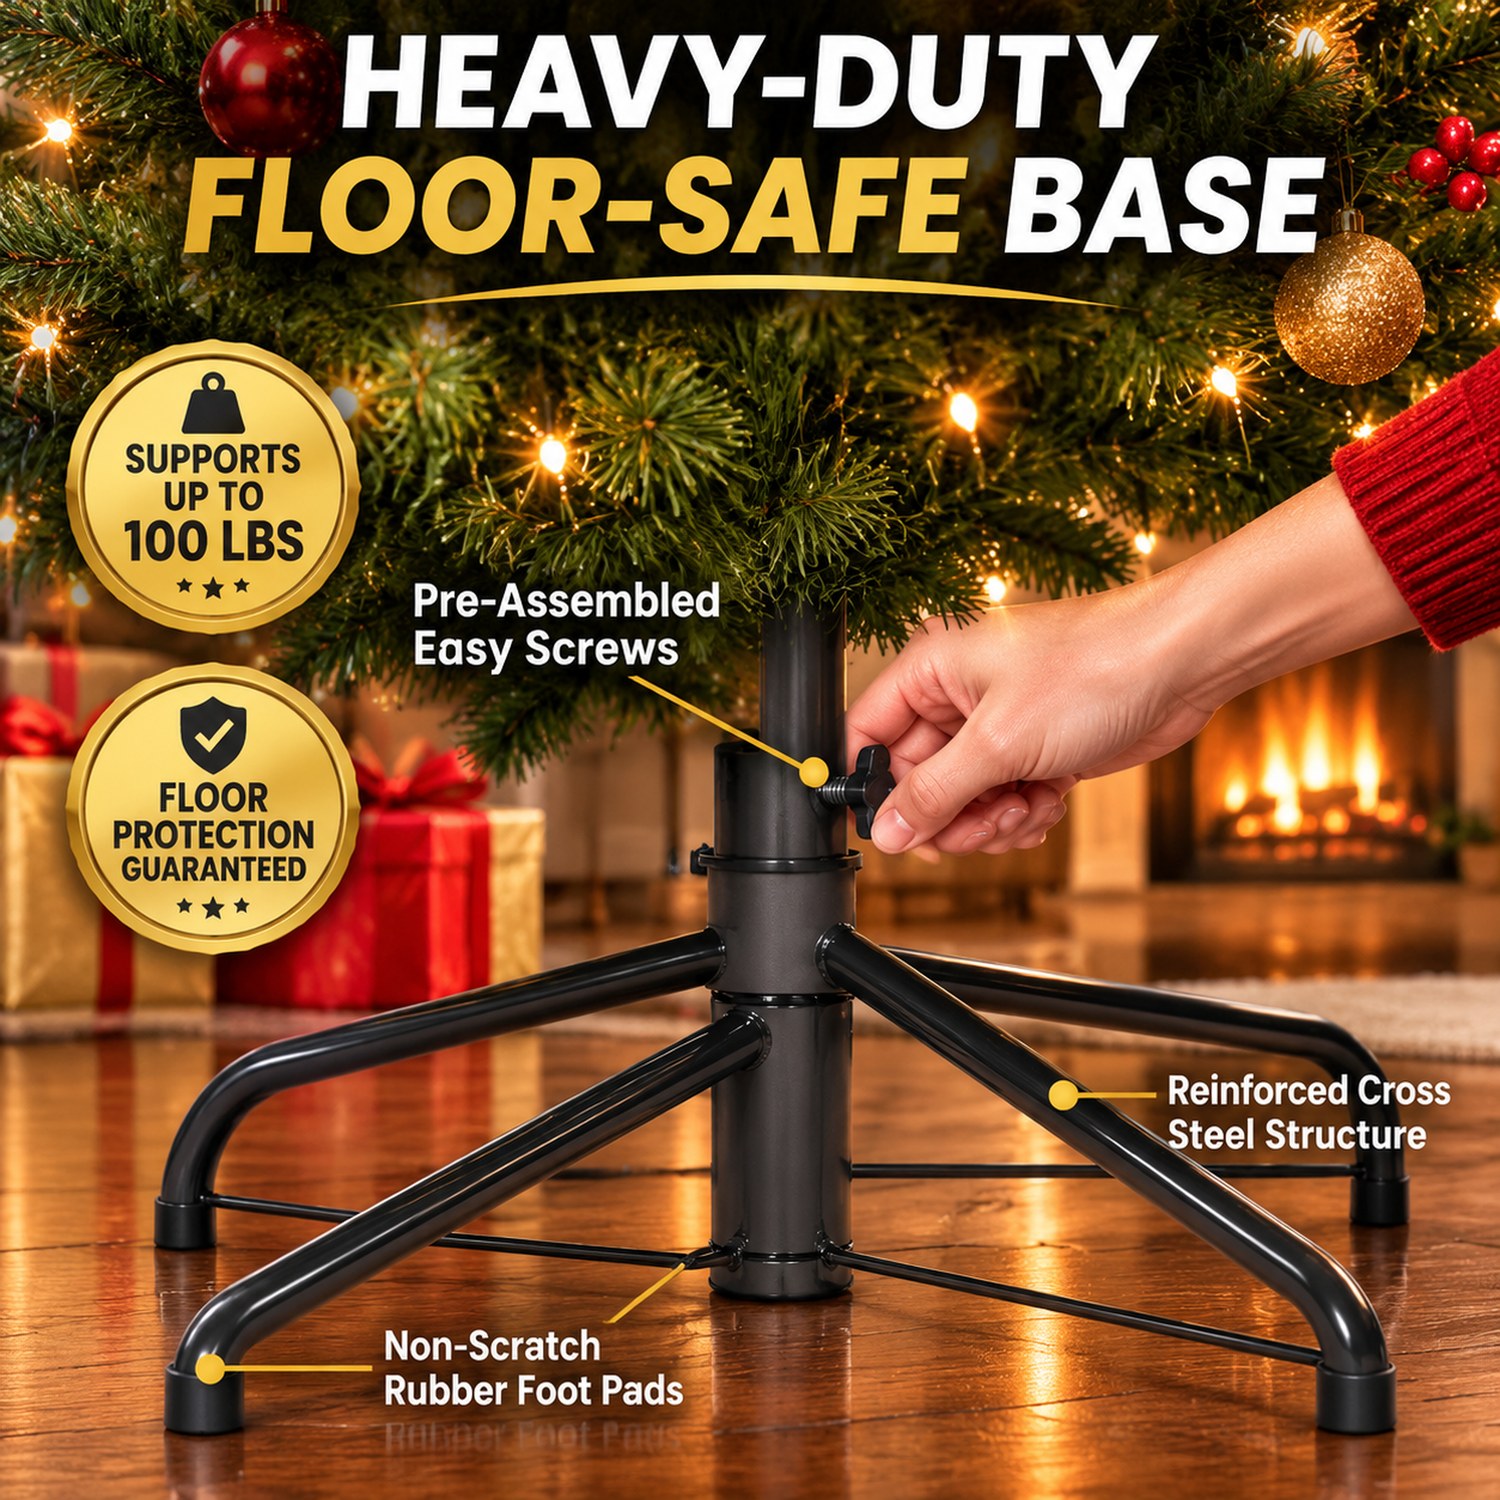 HEAVY-DUTY
FLOOR-SAFE BASE
SUPPORTS
UP TO
100 LBS
Pre-Assembled
Easy Screws
FLOOR
PROTECTION
GUARANTEED
Reinforced Cross
Steel Structure
Non-Scratch
Rubber Foot Pads